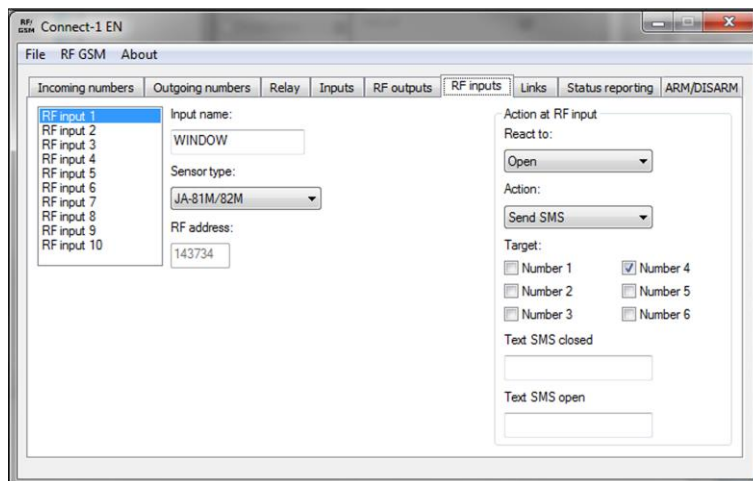 RF/ GSM Connect-1 EN
File RF GSM About
Incoming numbers Outgoing numbers Relay Inputs RF outputs RF inputs Links Status reporting ARM/DISARM
RF input 1
RF input 2
RF input 3
RF input 4
RF input 5
RF input 6
RF input 7
RF input 8
RF input 9
RF input 10
Input name:
WINDOW
Sensor type:
JA-81M/82M
RF address:
143734
Action at RF input
React to:
Open
Action:
Send SMS
Target:
Number 1 Number 4
Number 2 Number 5
Number 3 Number 6
Text SMS closed
Text SMS open